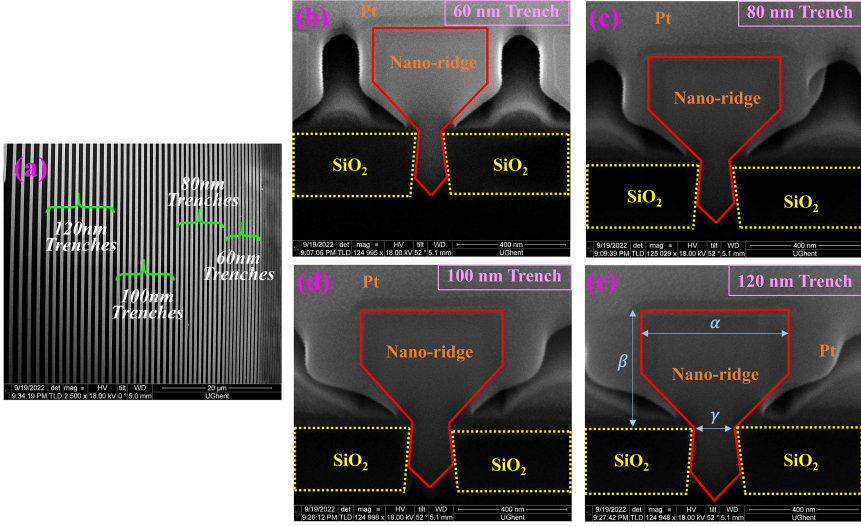 (a)
80nm
Trenches
120nm
Trenches
60nm
Trenches
100nm
Trenches
9/19/2022 det mag HV tilt WD 20 µm
9:34:19 PM TLD 2 500 x 18.00 kV 0 ° 5.0 mm UGhent
(b)
Pt
60 nm Trench
Nano-ridge
SiO2
SiO2
9/19/2022 det mag HV tilt WD 400 nm
9:07:06 PM TLD 124 995 x 18.00 kV 52 ° 5.1 mm UGhent
(c)
Pt
80 nm Trench
Nano-ridge
SiO2
SiO2
9/19/2022 det mag HV tilt WD 400 nm
9:09:39 PM TLD 125 029 x 18.00 kV 52 ° 5.1 mm UGhent
(d)
Pt
100 nm Trench
Nano-ridge
SiO2
SiO2
9/19/2022 det mag HV tilt WD 400 nm
9:26:12 PM TLD 124 998 x 18.00 kV 52 ° 5.1 mm UGhent
(e)
120 nm Trench
α
β
Pt
Nano-ridge
γ
SiO2
SiO2
9/19/2022 det mag HV tilt WD 400 nm
9:27:42 PM TLD 124 948 x 18.00 kV 52 ° 5.1 mm UGhent